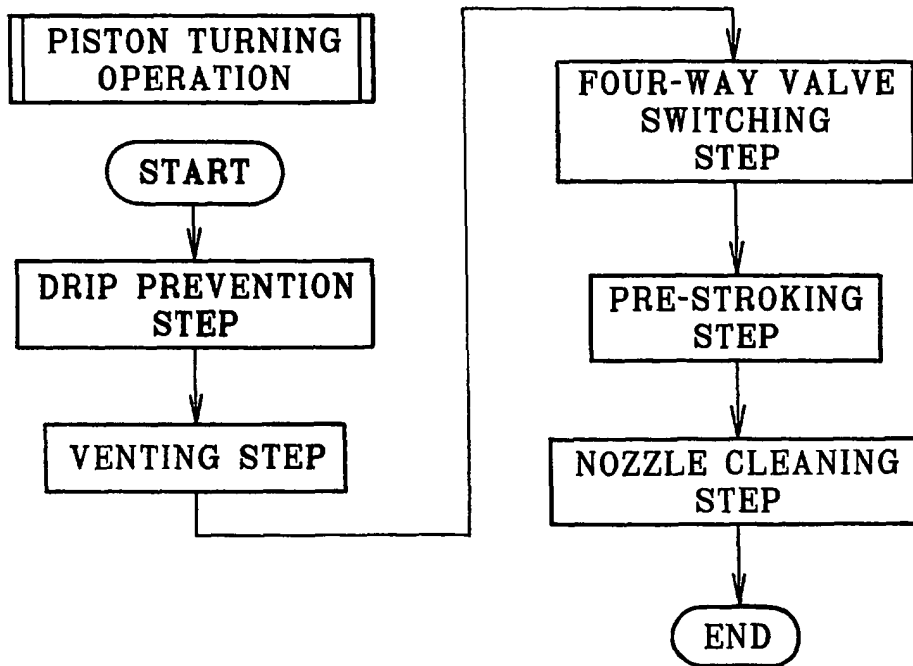 PISTON TURNING
OPERATION
START
DRIP PREVENTION
STEP
VENTING STEP
FOUR-WAY VALVE
SWITCHING
STEP
PRE-STROKING
STEP
NOZZLE CLEANING
STEP
END